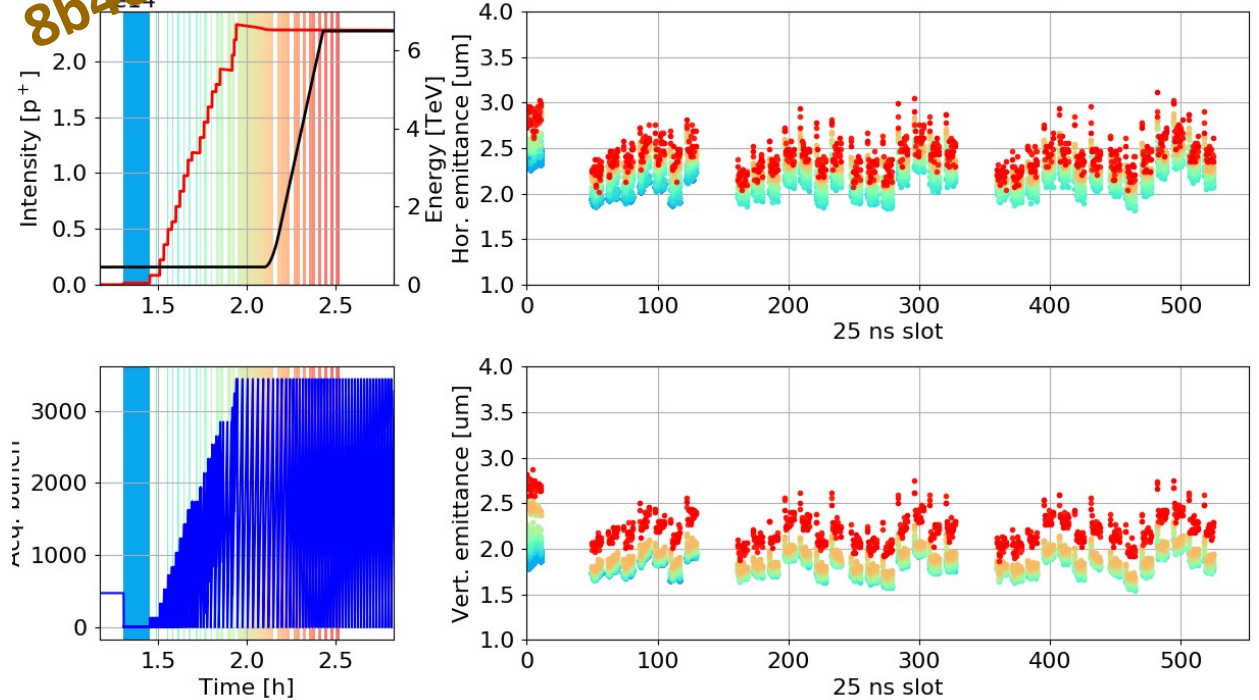 2.0
1.5
1.0
0.5
0.0
Intensity [p+]
6
4
2
0
Energy [TeV]
1.5 2.0 2.5
4.0
3.5
3.0
2.5
2.0
1.5
1.0
Hor. emittance [um]
0 100 200 300 400 500
25 ns slot
3000
2000
1000
0
Acq. bunch
1.5 2.0 2.5
Time [h]
4.0
3.5
3.0
2.5
2.0
1.5
1.0
Vert. emittance [um]
0 100 200 300 400 500
25 ns slot